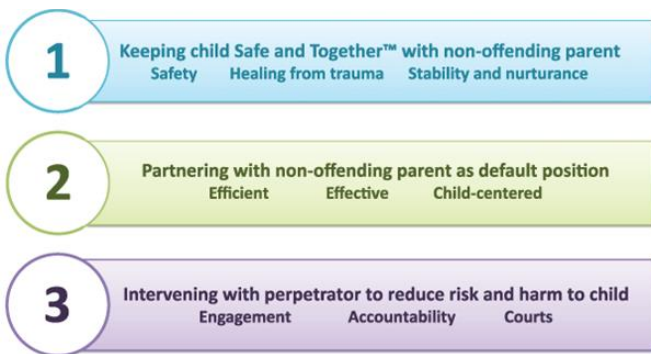 1
Keeping child Safe and Together™ with non-offending parent
Safety Healing from trauma Stability and nurturance
2
Partnering with non-offending parent as default position
Efficient Effective Child-centered
3
Intervening with perpetrator to reduce risk and harm to child
Engagement Accountability Courts